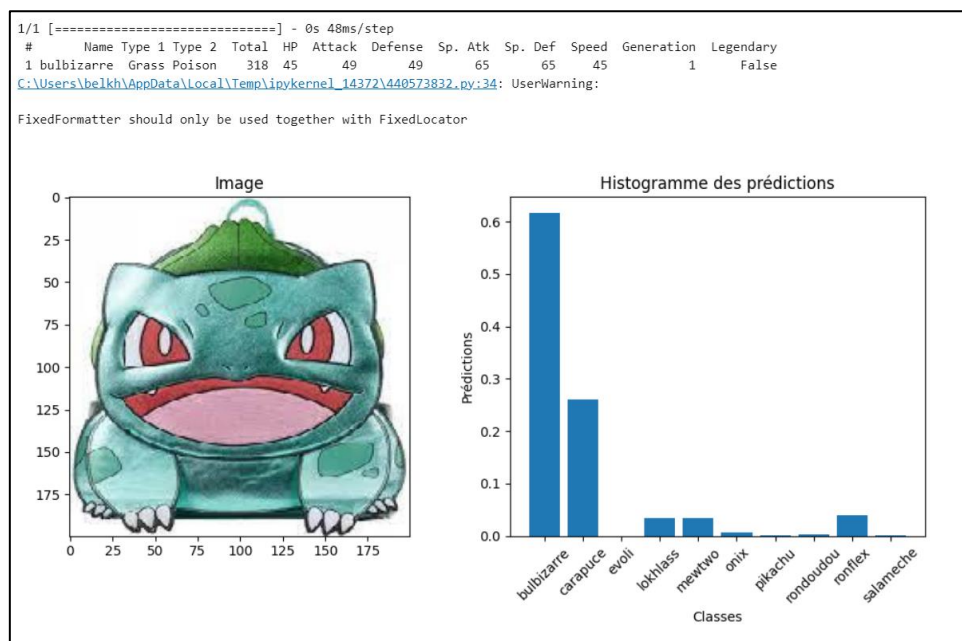 1/1 [==============================] - 0s 48ms/step
# Name Type 1 Type 2 Total HP Attack Defense Sp. Atk Sp. Def Speed Generation Legendary
1 bulbizarre Grass Poison 318 45 49 49 65 65 45 1 False
C:\Users\belkh\AppData\Local\Temp\ipykernel_14372\440573832.py:34: UserWarning:
FixedFormatter should only be used together with FixedLocator
Image
0
25
50
75
100
125
150
175
0 25 50 75 100 125 150 175
Histogramme des prédictions
0.6
0.5
0.4
0.3
0.2
0.1
0.0
Prédictions
bulbizarre
carapuce
evoli
lokhlass
mewtwo
onix
pikachu
rondoudou
ronflex
salameche
Classes